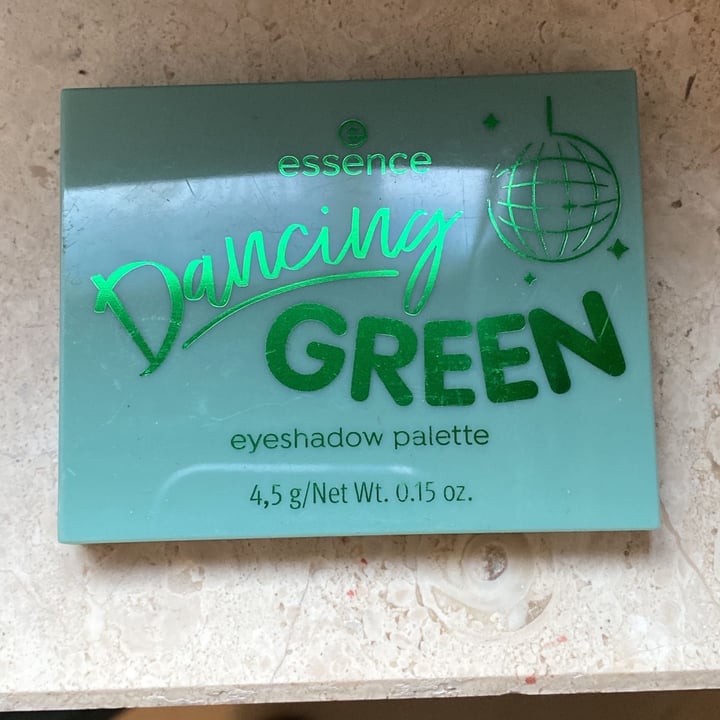 essence
Dancing
GREEN
eyeshadow palette
4,5 g/Net Wt. 0.15 oz.